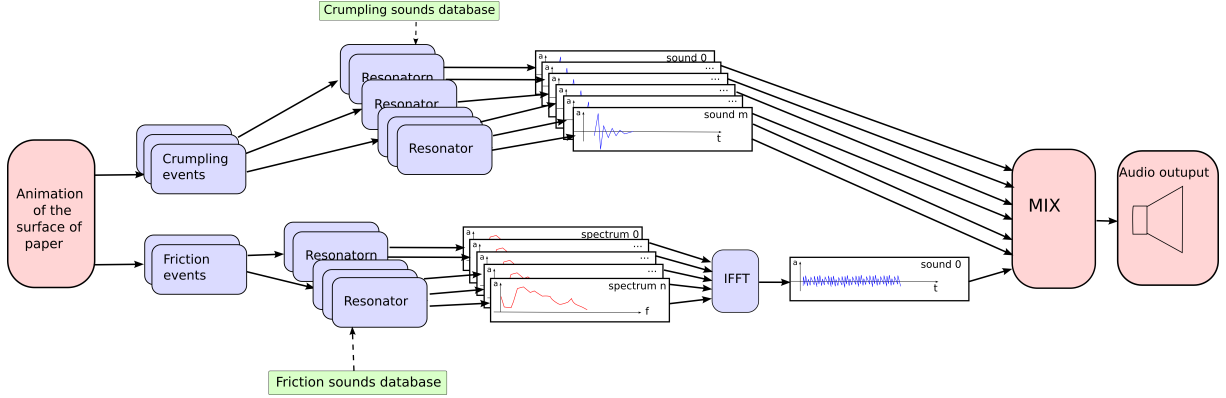 Crumpling sounds database
Resonatorn
Resonator
Resonator
Crumpling
events
a
sound 0
a
...
a
...
a
...
a
...
a
sound m
t
Animation
of the
surface of
paper
MIX
Audio outuput
Friction
events
Resonatorn
Resonator
a
spectrum 0
a
...
a
...
a
...
a
spectrum n
f
IFFT
a
sound 0
t
Friction sounds database